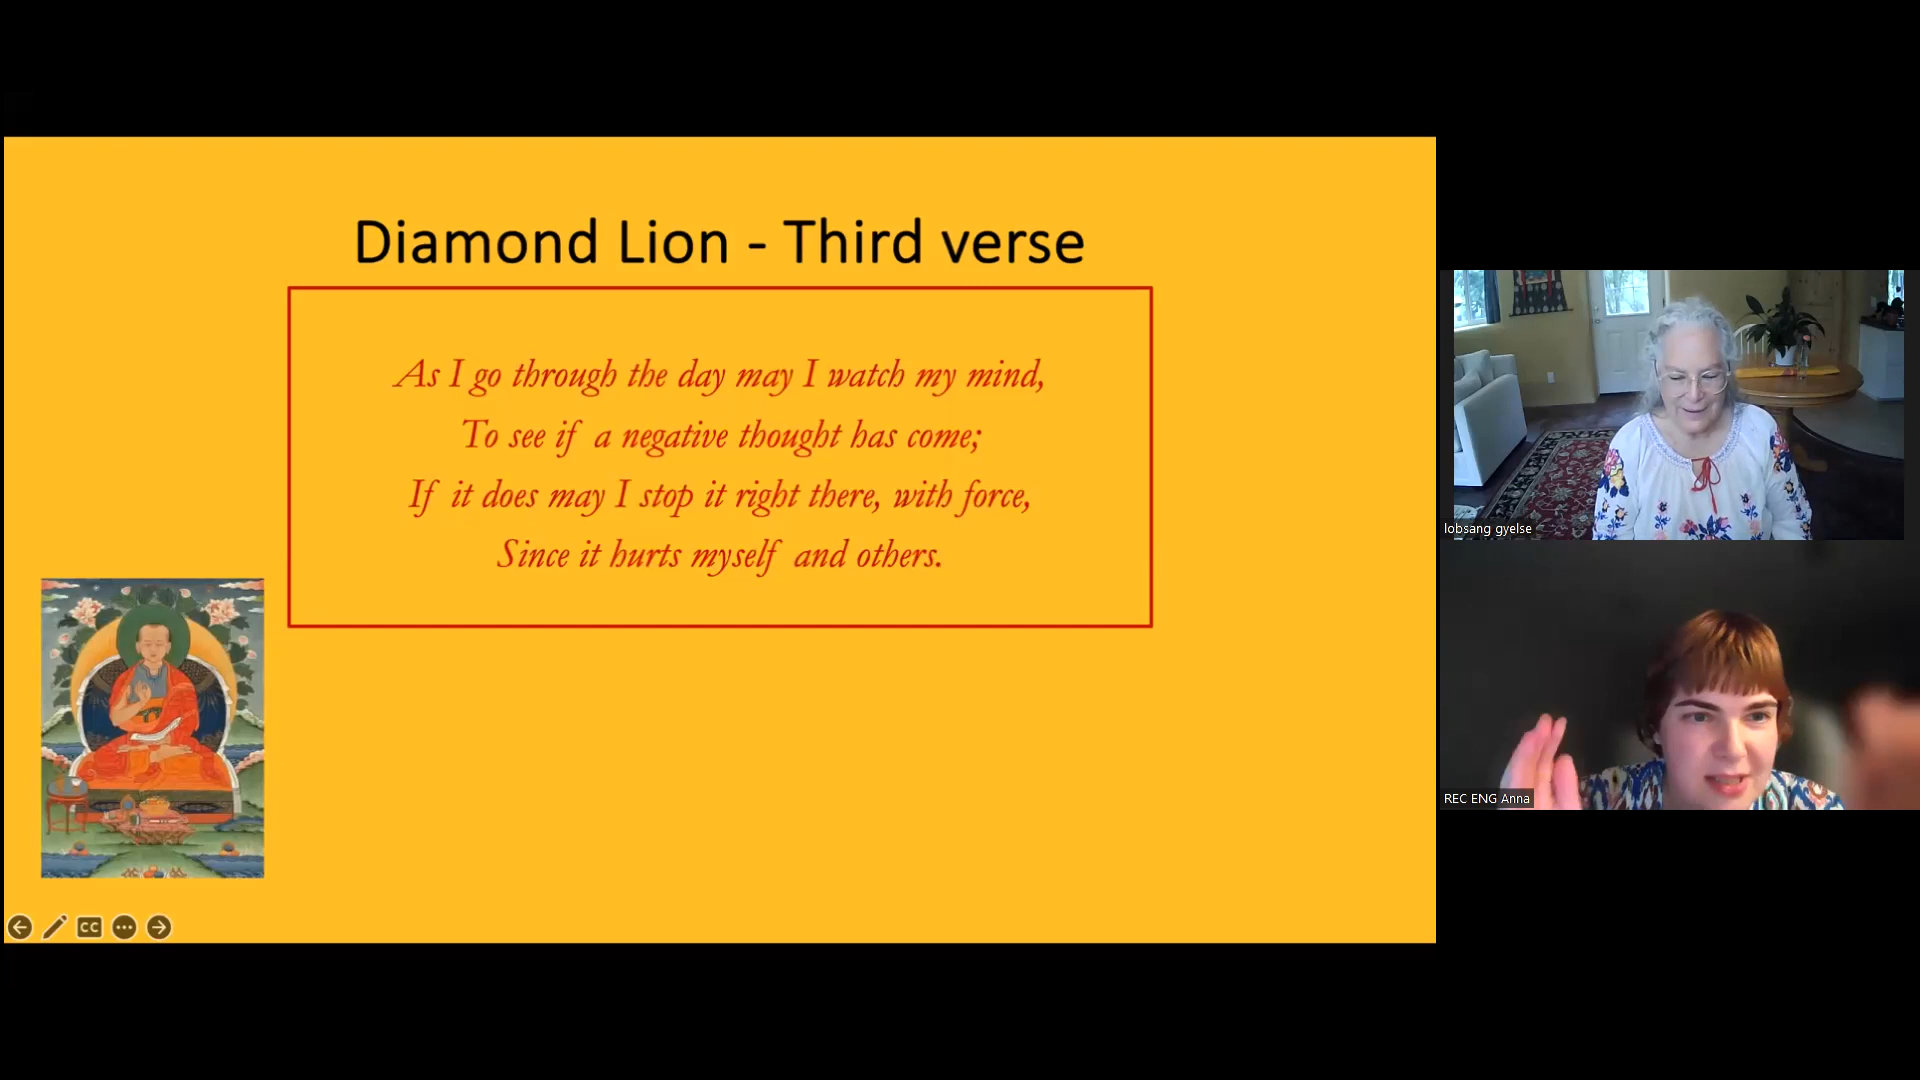 Diamond Lion - Third verse
As I go through the day may I watch my mind,
To see if a negative thought has come;
If it does may I stop it right there, with force,
Since it hurts myself and others.
CC
lobsang gyelse
REC ENG Anna